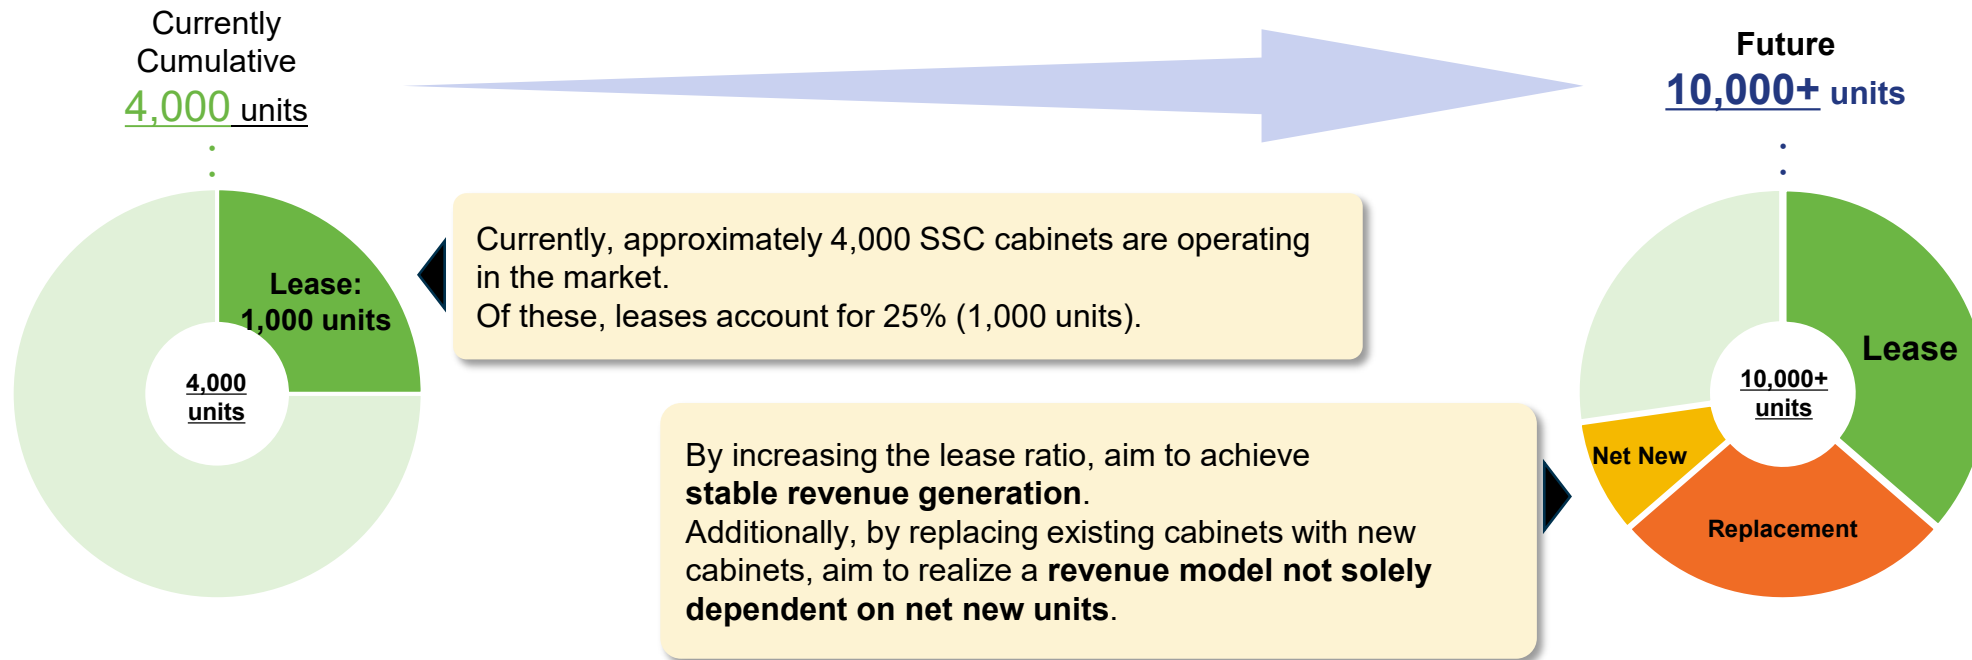 Currently
Cumulative
4,000 units
Future
10,000+ units
Lease:
1,000 units
4,000
units
Currently, approximately 4,000 SSC cabinets are operating
in the market.
Of these, leases account for 25% (1,000 units).
By increasing the lease ratio, aim to achieve
stable revenue generation.
Additionally, by replacing existing cabinets with new
cabinets, aim to realize a revenue model not solely
dependent on net new units.
Lease
10,000+
units
Net New
Replacement